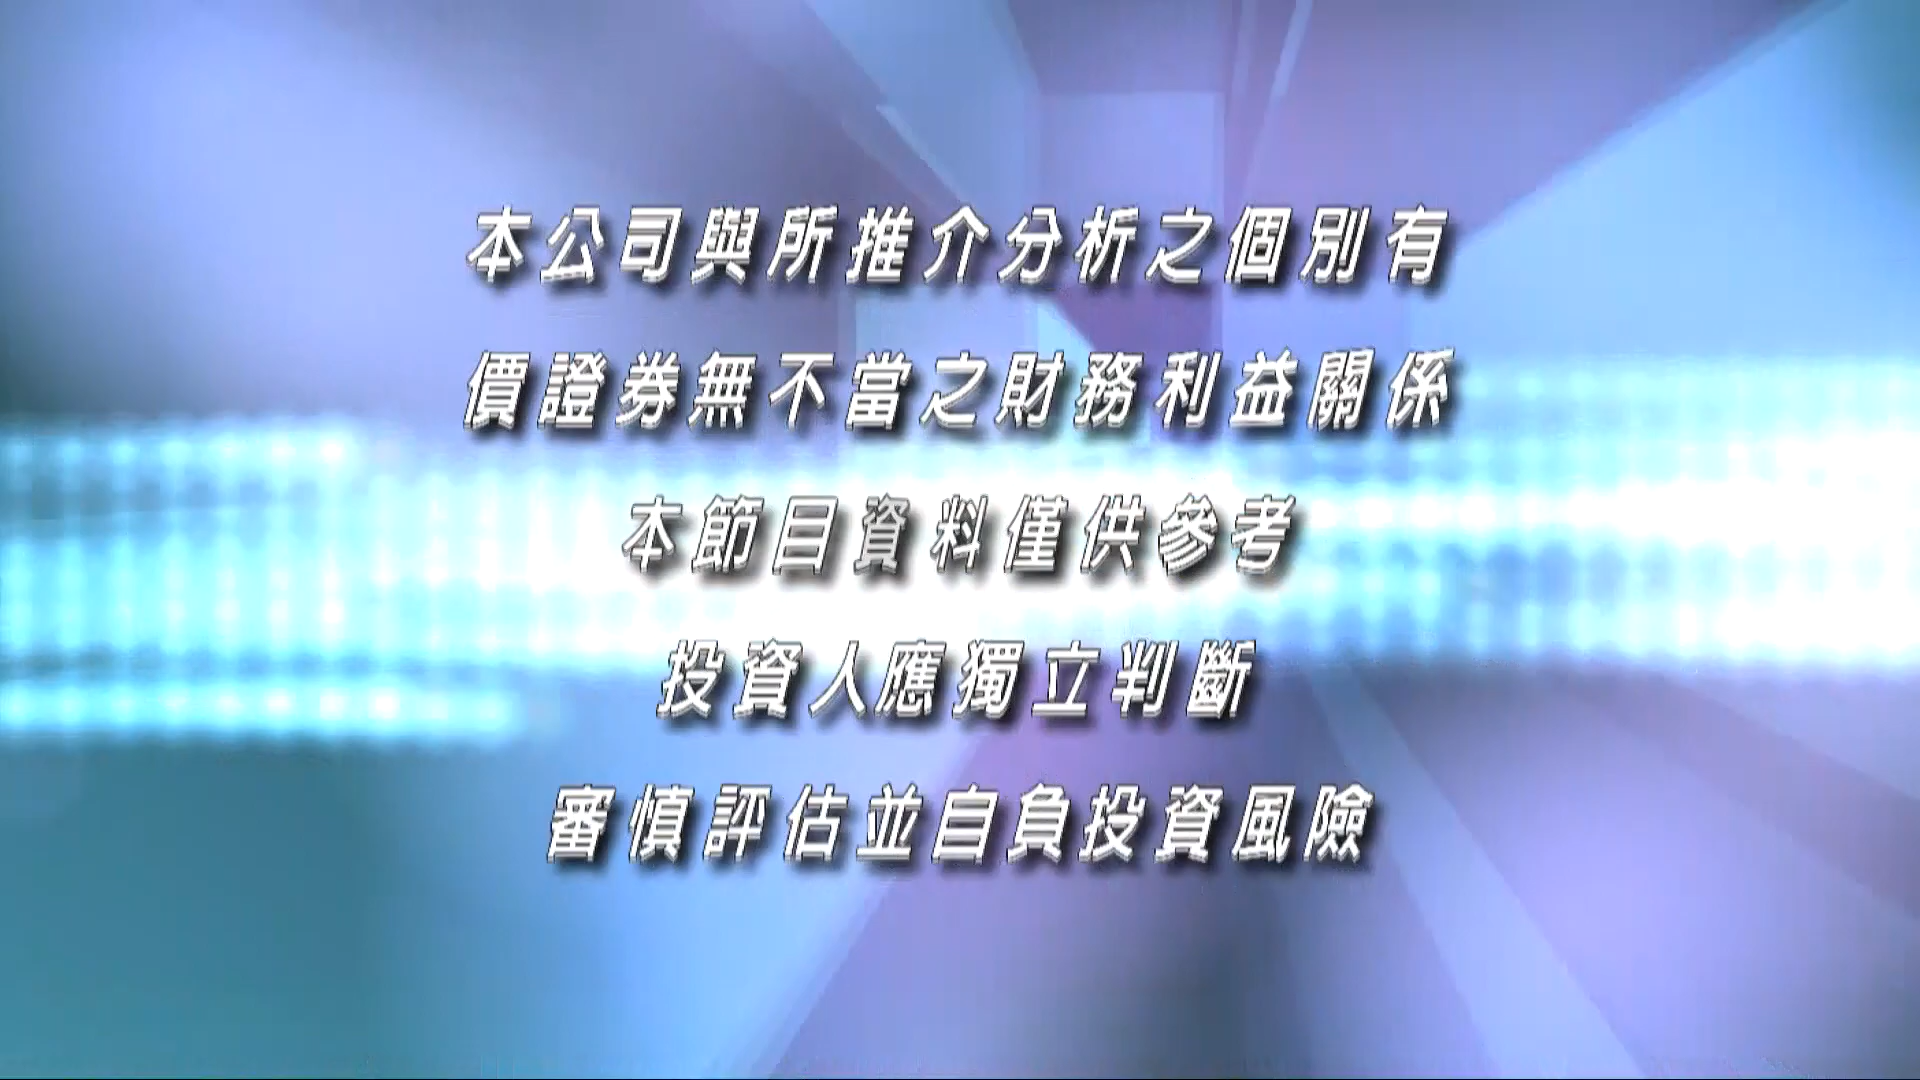 本公司與所推介分析之個別有
價證券無不當之財務利益關係
本節目資料僅供參考
投資人應獨立判斷
審慎評估並自負投資風險